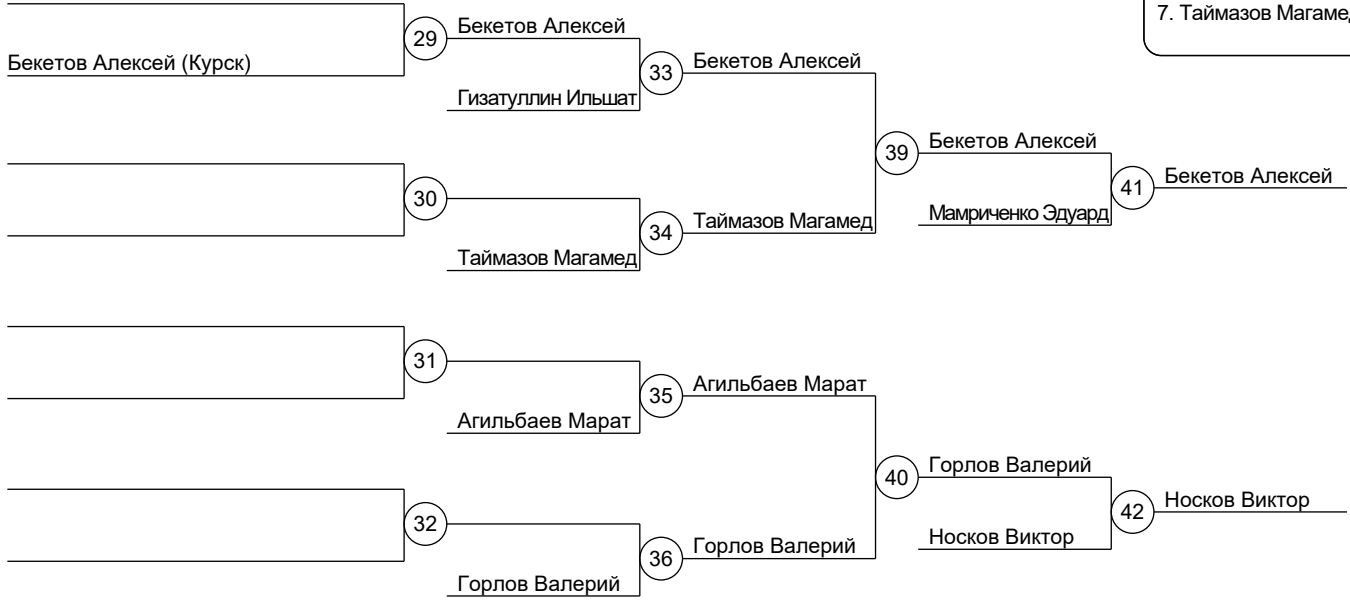 7. Таймазов Магамед
29
Бекетов Алексей
Бекетов Алексей (Курск)
33
Бекетов Алексей
Гизатуллин Ильшат
39
Бекетов Алексей
41
Бекетов Алексей
30
Мамриченко Эдуард
34
Таймазов Магамед
Таймазов Магамед
31
35
Агильбаев Марат
Агильбаев Марат
40
Горлов Валерий
42
Носков Виктор
32
Носков Виктор
36
Горлов Валерий
Горлов Валерий